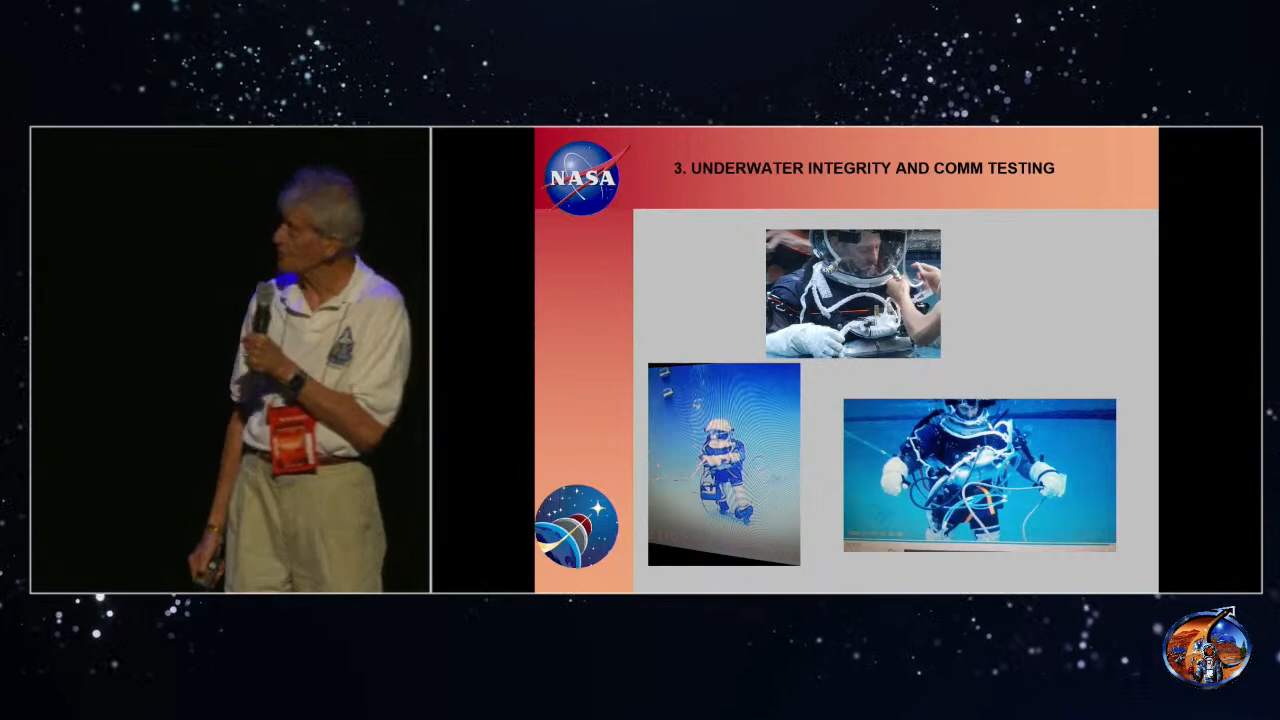 NASA
3. UNDERWATER INTEGRITY AND COMM TESTING